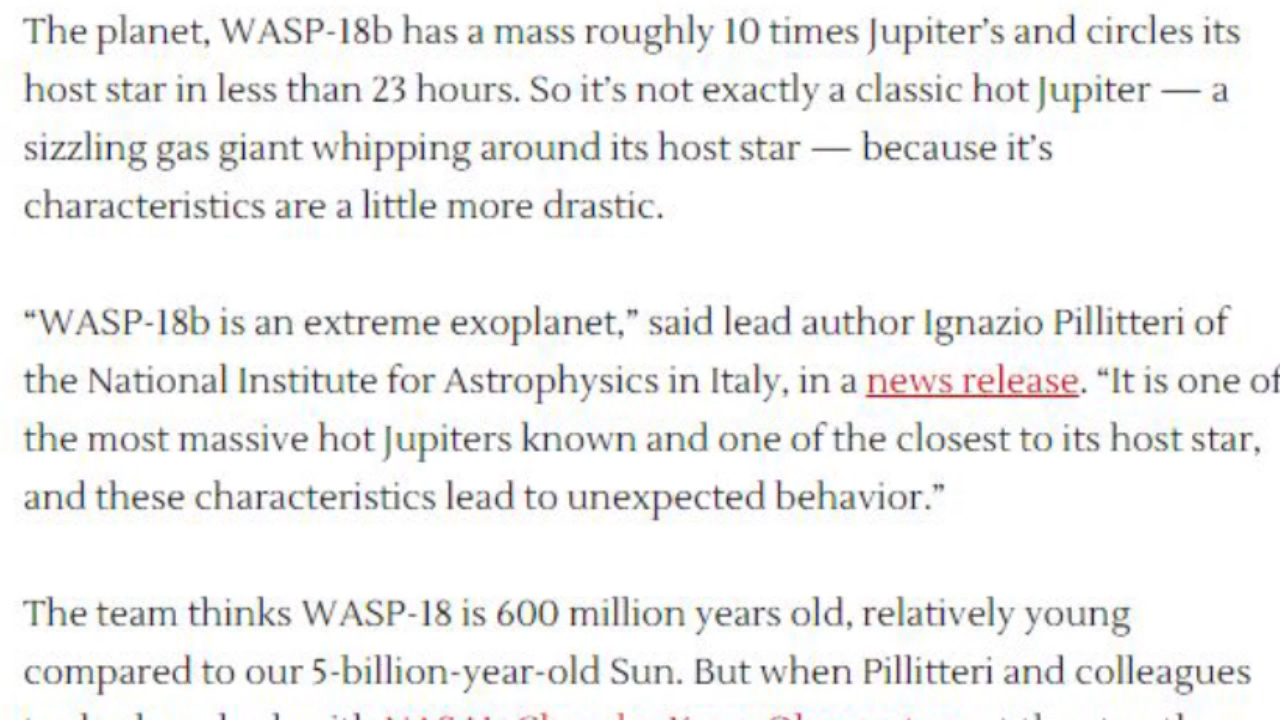 The planet, WASP-18b has a mass roughly 10 times Jupiter’s and circles its
host star in less than 23 hours. So it’s not exactly a classic hot Jupiter — a
sizzling gas giant whipping around its host star — because it’s
characteristics are a little more drastic.
“WASP-18b is an extreme exoplanet,” said lead author Ignazio Pillitteri of
the National Institute for Astrophysics in Italy, in a news release. “It is one of
the most massive hot Jupiters known and one of the closest to its host star,
and these characteristics lead to unexpected behavior.”
The team thinks WASP-18 is 600 million years old, relatively young
compared to our 5-billion-year-old Sun. But when Pillitteri and colleagues